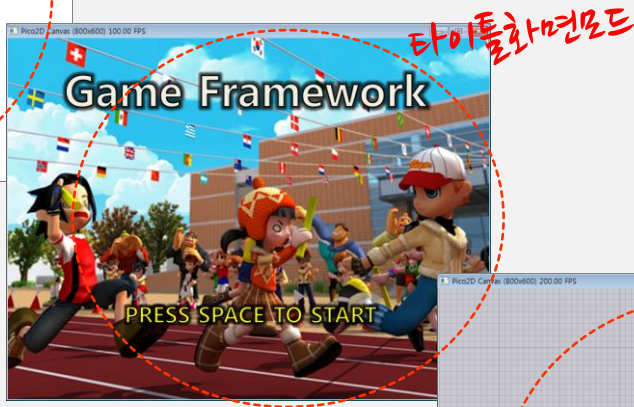 Pico2D Canvas (800x600) 100.00 FPS
타이틀화면모드
Game Framework
PRESS SPACE TO START
Pico2D Canvas (800x600) 200.00 FPS